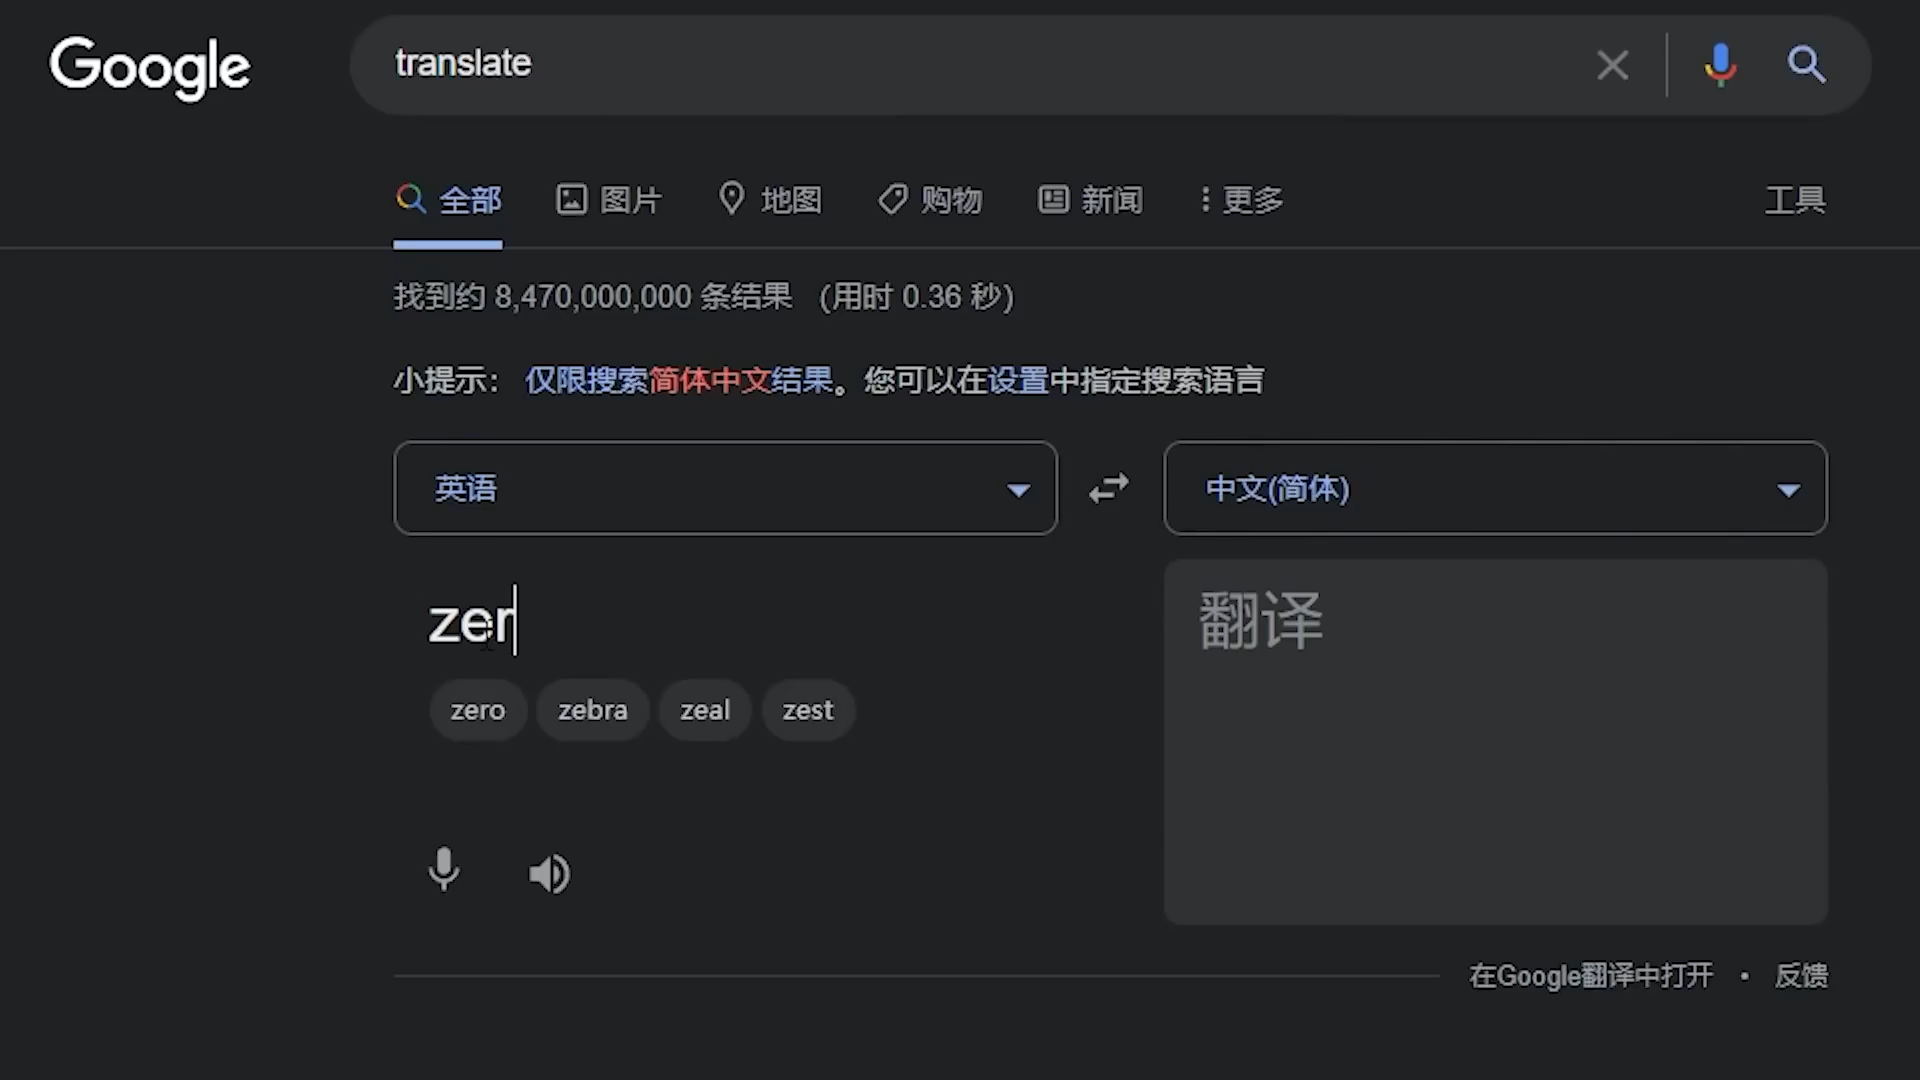 Google
translate
全部 图片 地图 购物 新闻 更多 工具
找到约 8,470,000,000 条结果 (用时 0.36 秒)
小提示： 仅限搜索简体中文结果。您可以在设置中指定搜索语言
英语 中文(简体)
zer 翻译
zero zebra zeal zest
在Google翻译中打开 • 反馈